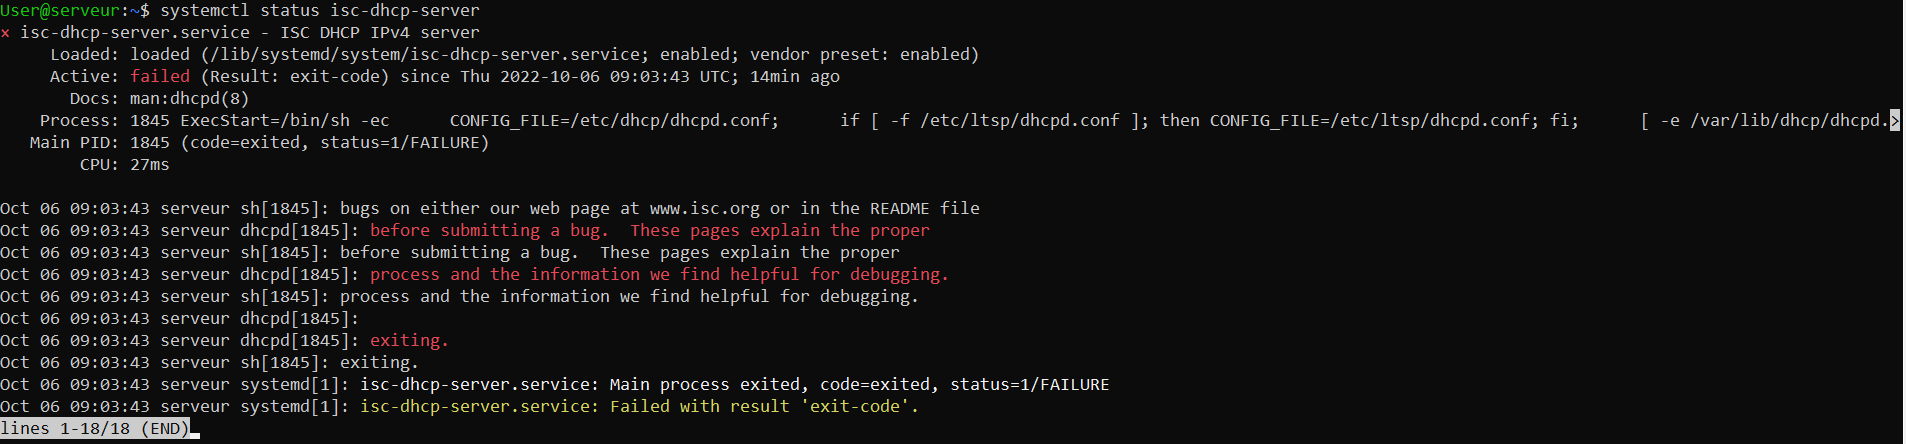 User@serveur:~$ systemctl status isc-dhcp-server
× isc-dhcp-server.service - ISC DHCP IPv4 server
     Loaded: loaded (/lib/systemd/system/isc-dhcp-server.service; enabled; vendor preset: enabled)
     Active: failed (Result: exit-code) since Thu 2022-10-06 09:03:43 UTC; 14min ago
       Docs: man:dhcpd(8)
    Process: 1845 ExecStart=/bin/sh -ec      CONFIG_FILE=/etc/dhcp/dhcpd.conf;      if [ -f /etc/ltsp/dhcpd.conf ]; then CONFIG_FILE=/etc/ltsp/dhcpd.conf; fi;      [ -e /var/lib/dhcp/dhcpd.>
   Main PID: 1845 (code=exited, status=1/FAILURE)
        CPU: 27ms

Oct 06 09:03:43 serveur sh[1845]: bugs on either our web page at www.isc.org or in the README file
Oct 06 09:03:43 serveur dhcpd[1845]: before submitting a bug.  These pages explain the proper
Oct 06 09:03:43 serveur sh[1845]: before submitting a bug.  These pages explain the proper
Oct 06 09:03:43 serveur dhcpd[1845]: process and the information we find helpful for debugging.
Oct 06 09:03:43 serveur sh[1845]: process and the information we find helpful for debugging.
Oct 06 09:03:43 serveur dhcpd[1845]:
Oct 06 09:03:43 serveur dhcpd[1845]: exiting.
Oct 06 09:03:43 serveur sh[1845]: exiting.
Oct 06 09:03:43 serveur systemd[1]: isc-dhcp-server.service: Main process exited, code=exited, status=1/FAILURE
Oct 06 09:03:43 serveur systemd[1]: isc-dhcp-server.service: Failed with result 'exit-code'.
lines 1-18/18 (END)